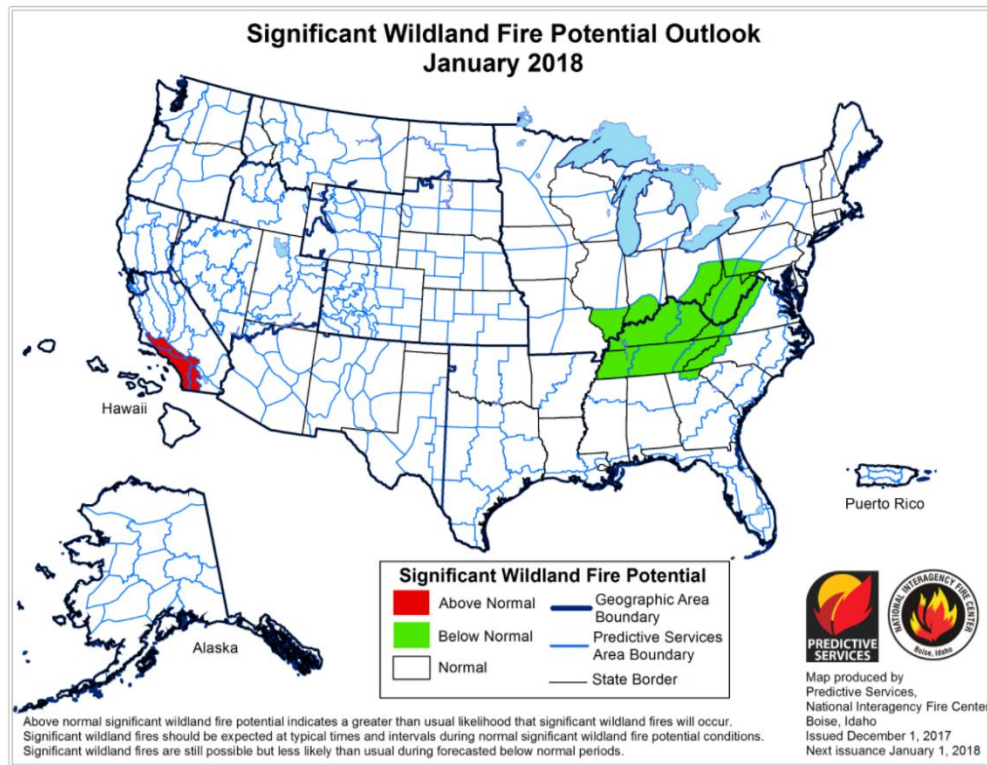 Significant Wildland Fire Potential Outlook
January 2018
Hawaii
Puerto Rico
Alaska
Significant Wildland Fire Potential
Above Normal
Below Normal
Normal
Geographic Area
Boundary
Predictive Services
Area Boundary
State Border
PREDICTIVE
SERVICES
NATIONAL INTERAGENCY FIRE CENTER
Boise, Idaho
Map produced by
Predictive Services,
National Interagency Fire Center
Boise, Idaho
Issued December 1, 2017
Next issuance January 1, 2018
Above normal significant wildland fire potential indicates a greater than usual likelihood that significant wildland fires will occur.
Significant wildland fires should be expected at typical times and intervals during normal significant wildland fire potential conditions.
Significant wildland fires are still possible but less likely than usual during forecasted below normal periods.